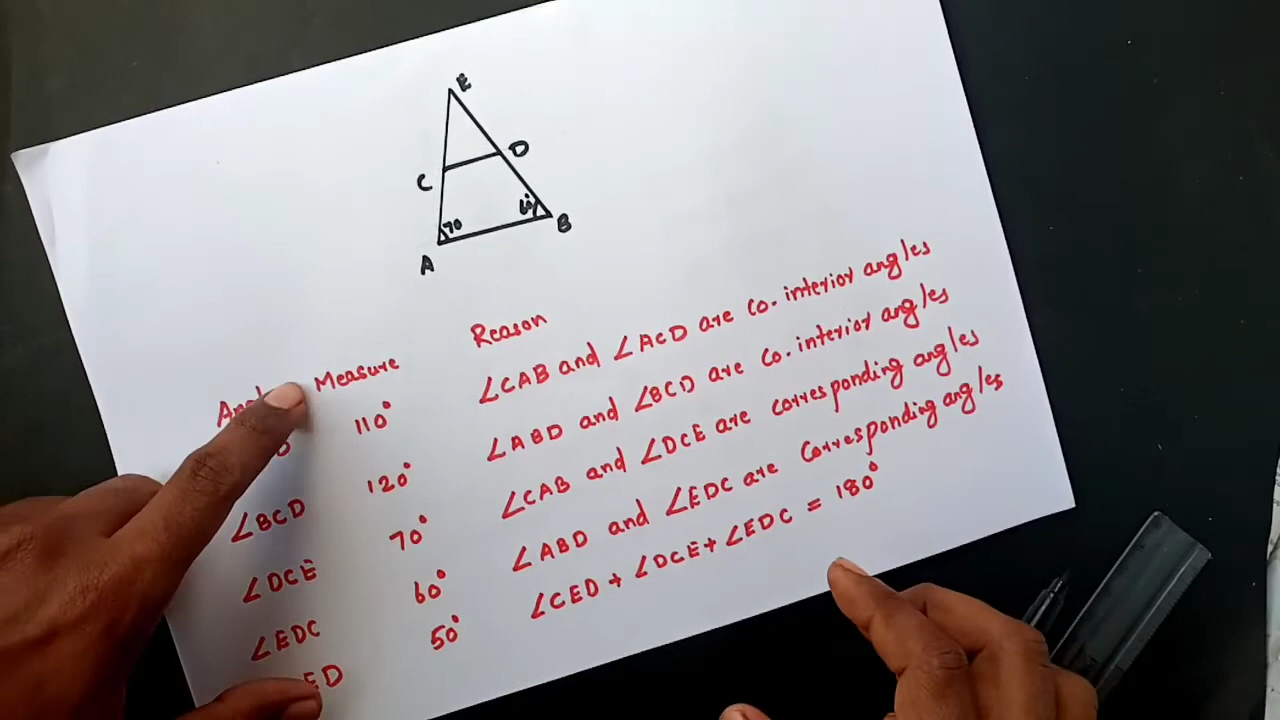 E
D
C
70 60°
B
A
Measure Reason
110° ∠CAB and ∠ACD are co. interior angles
∠BCD 120° ∠ABD and ∠BCD are co. interior angles
∠DCE 70° ∠CAB and ∠DCE are corresponding angles
∠EDC 60° ∠ABD and ∠EDC are corresponding angles
50° ∠CED + ∠DCE + ∠EDC = 180°